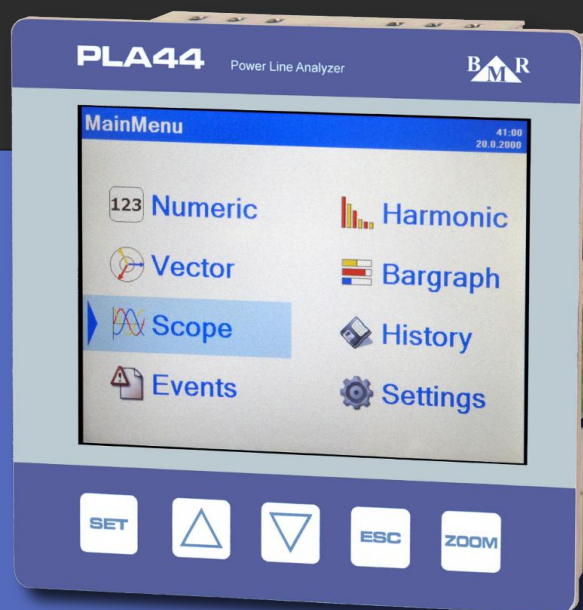 PLA44 Power Line Analyzer BMR
MainMenu
41:00
20.0.2000
123 Numeric
Harmonic
Vector
Bargraph
Scope
History
Events
Settings
SET ESC ZOOM